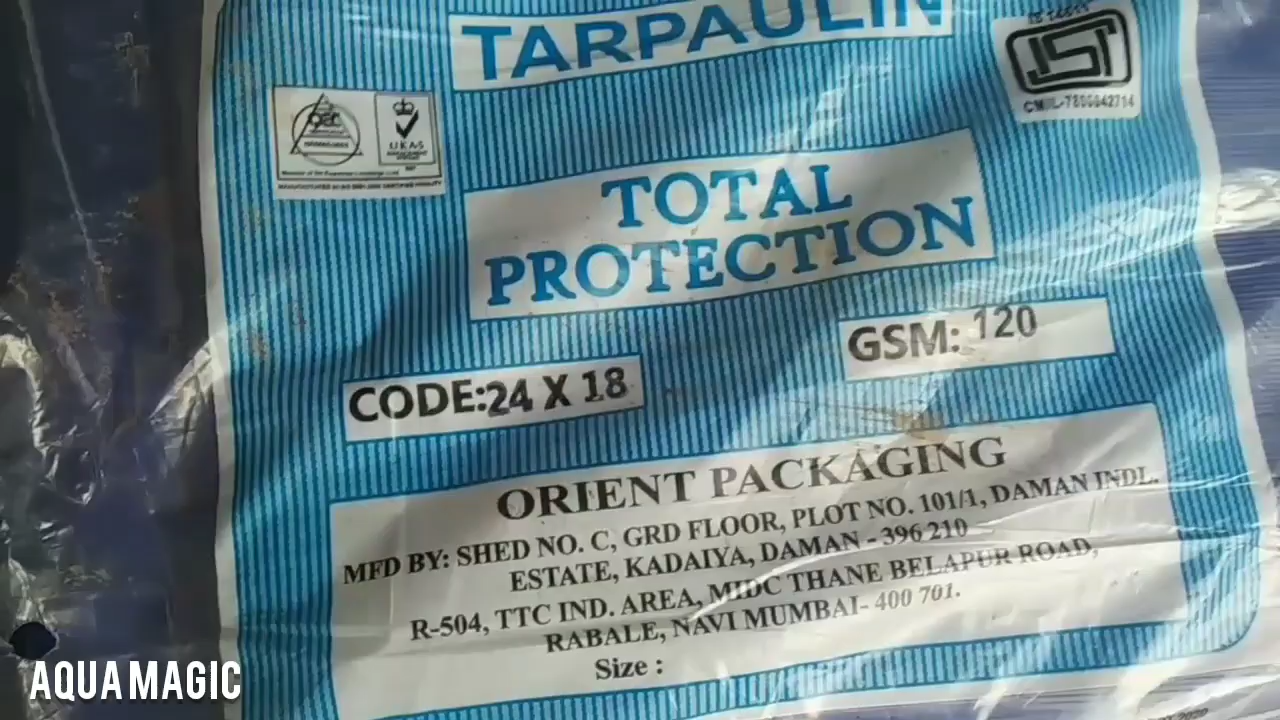 TARPAULIN
CM/L-7800042714
UKAS
TOTAL
PROTECTION
GSM: 120
CODE:24 X 18
ORIENT PACKAGING
MFD BY: SHED NO. C, GRD FLOOR, PLOT NO. 101/1, DAMAN INDL.
ESTATE, KADAIYA, DAMAN - 396 210
R-504, TTC IND. AREA, MIDC THANE BELAPUR ROAD,
RABALE, NAVI MUMBAI- 400 701.
Size :
AQUA MAGIC